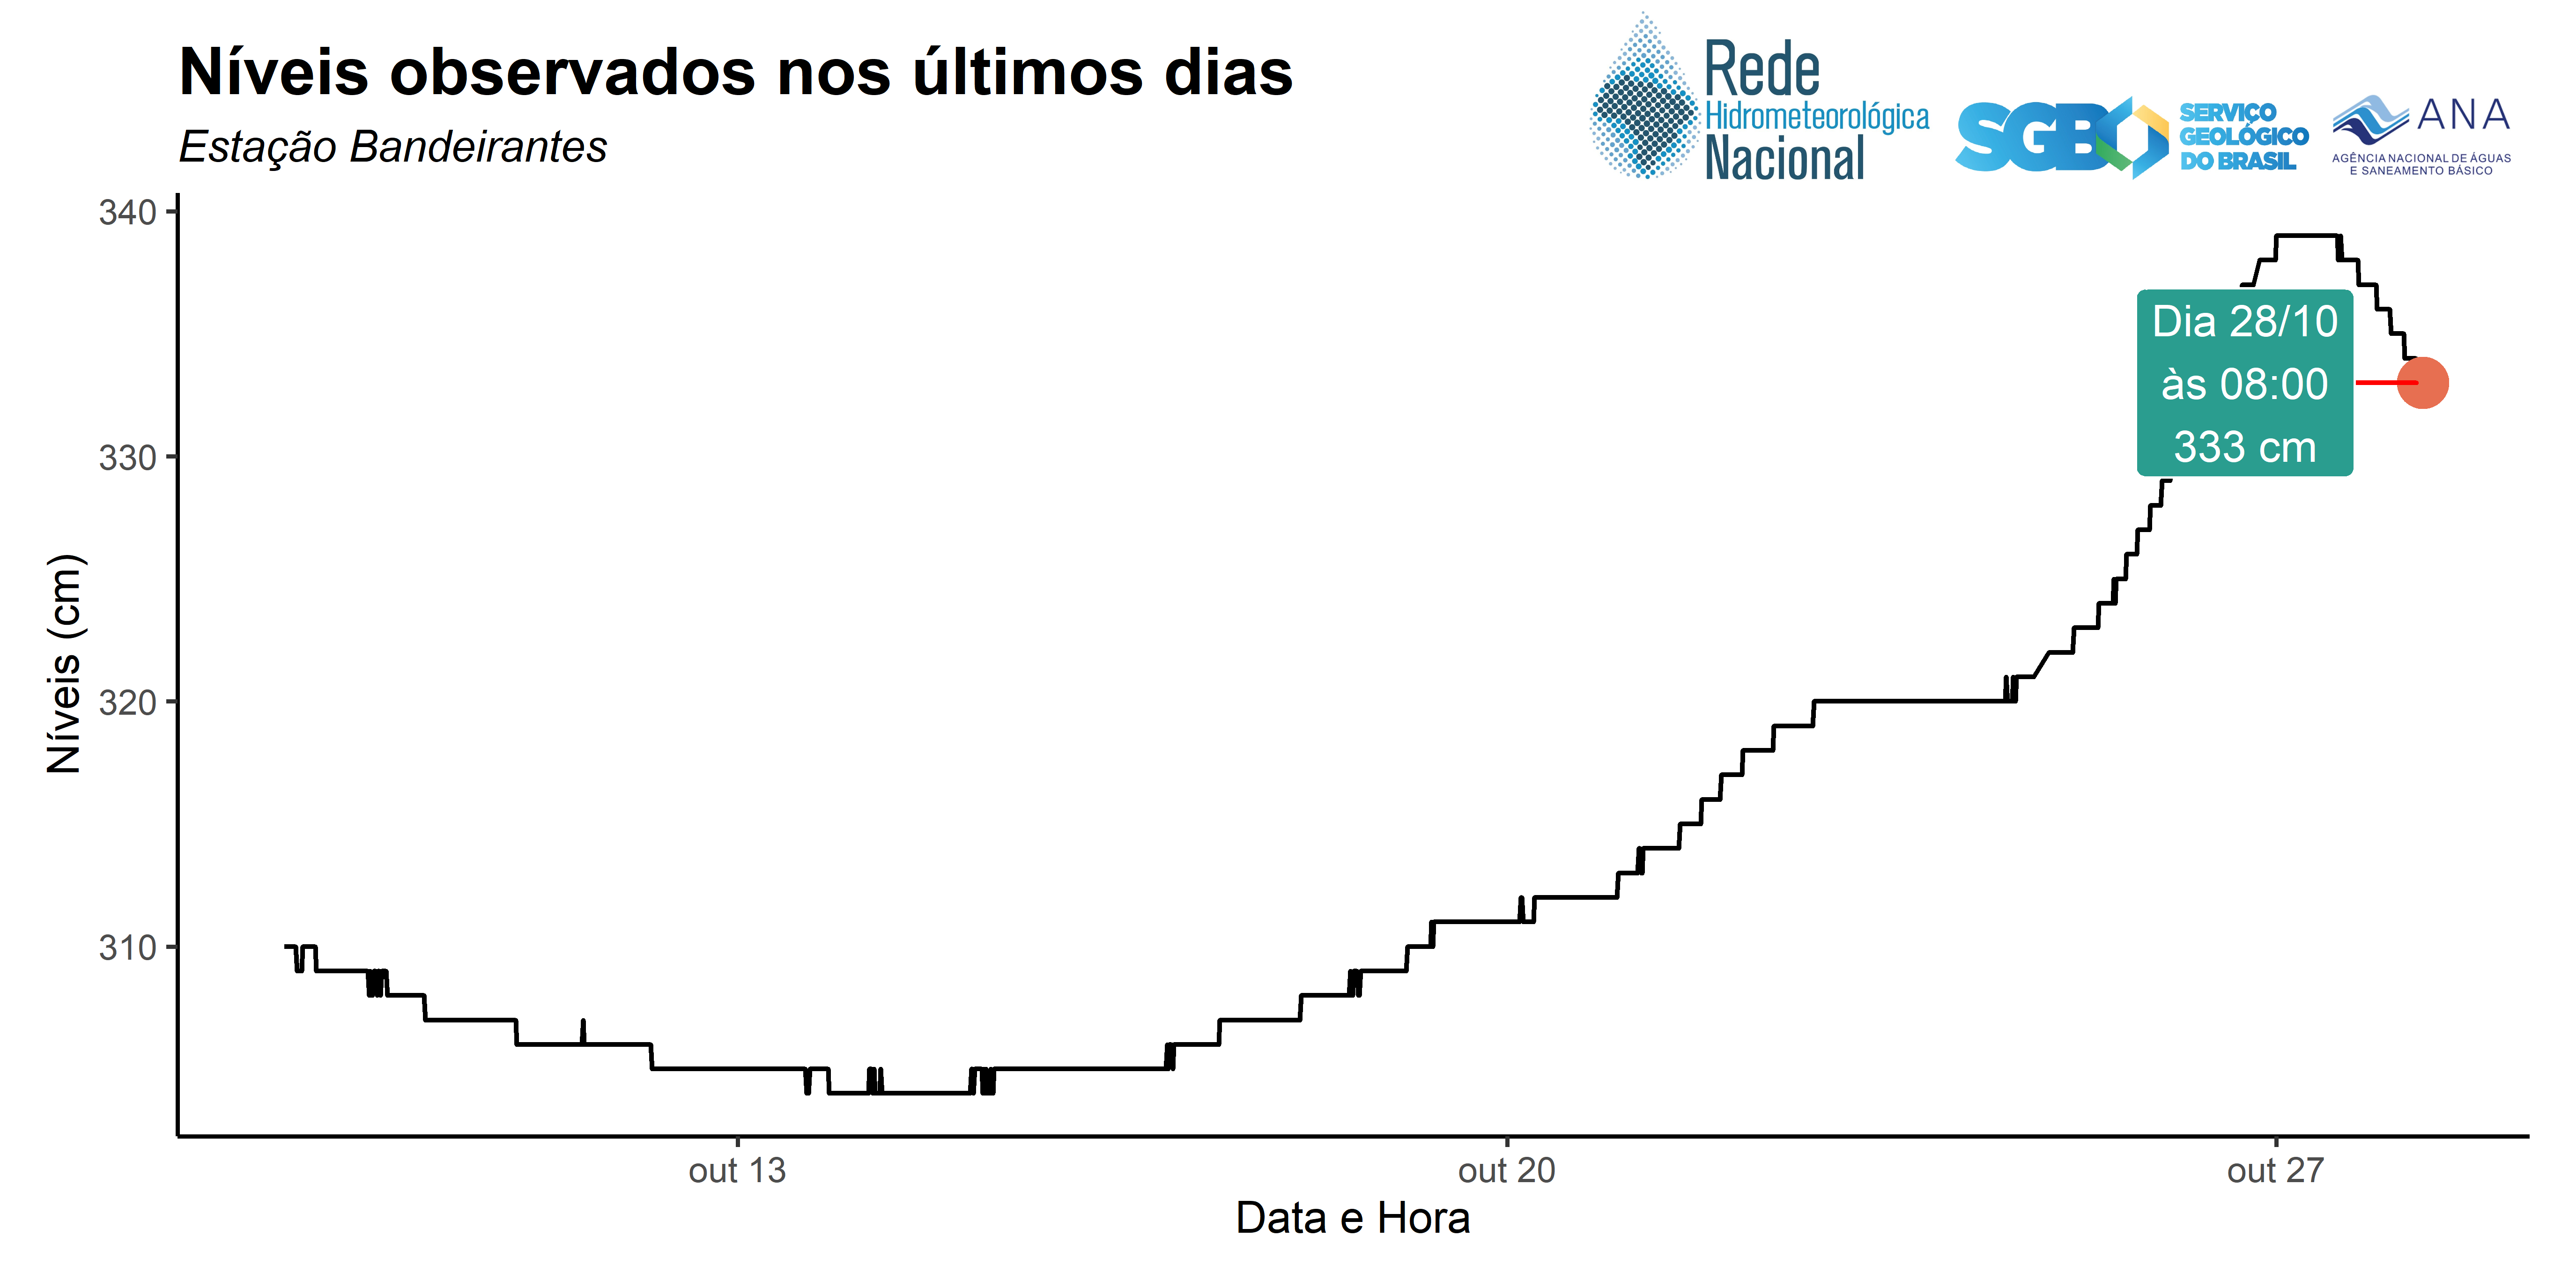 Níveis observados nos últimos dias
Estação Bandeirantes
Rede
Hidrometeorológica
Nacional
SGB
SERVIÇO
GEOLÓGICO
DO BRASIL
ANA
AGÊNCIA NACIONAL DE ÁGUAS
E SANEAMENTO BÁSICO
340
330
320
310
Níveis (cm)
Dia 28/10
às 08:00
333 cm
out 13
out 20
out 27
Data e Hora